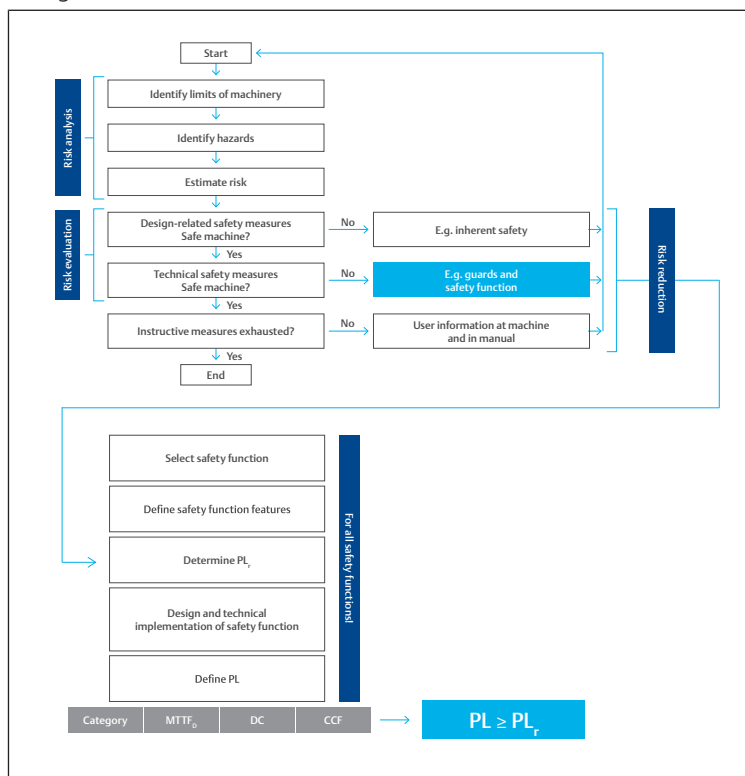 Start
Risk analysis
Identify limits of machinery
Identify hazards
Estimate risk
Risk evaluation
Design-related safety measures
Safe machine?
No
E.g. inherent safety
Yes
Technical safety measures
Safe machine?
No
E.g. guards and
safety function
Risk reduction
Yes
Instructive measures exhausted?
No
User information at machine
and in manual
Yes
End
Select safety function
Define safety function features
Determine PLr
Design and technical
implementation of safety function
Define PL
For all safety functions!
Category
MTTFD
DC
CCF
PL ≥ PLr